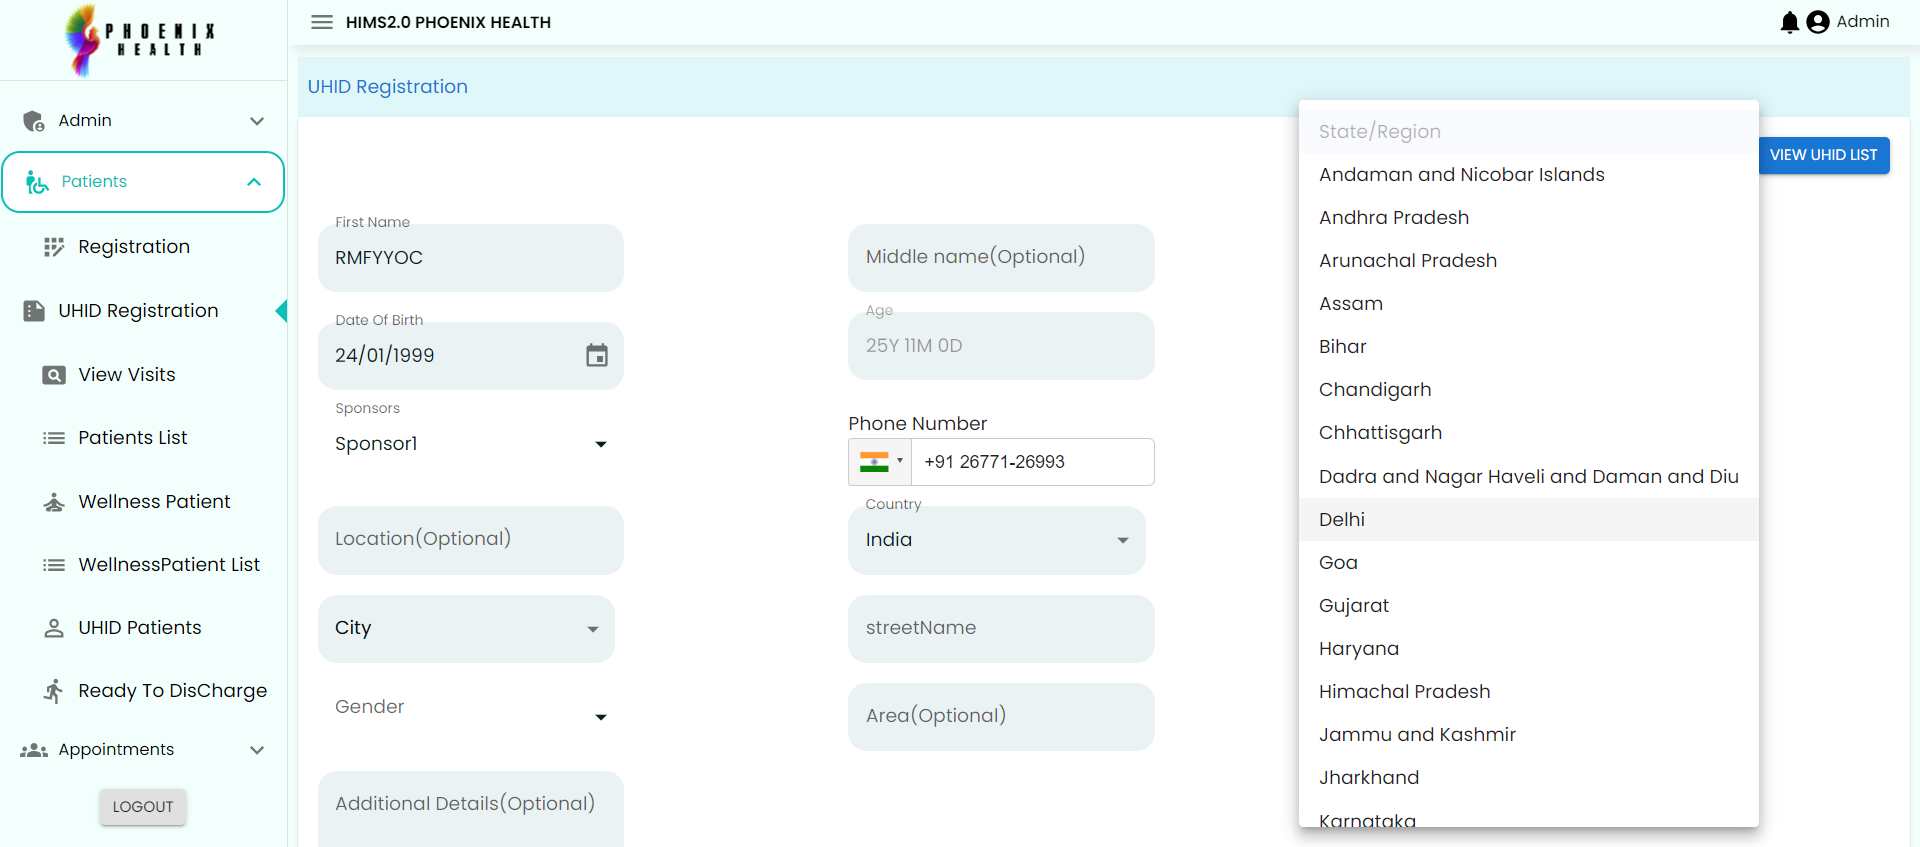 PHOENIX
HEALTH
HIMS2.0 PHOENIX HEALTH
Admin
Admin
Patients
Registration
UHID Registration
View Visits
Patients List
Wellness Patient
WellnessPatient List
UHID Patients
Ready To DisCharge
Appointments
LOGOUT
UHID Registration
VIEW UHID LIST
First Name
RMFYYOC
Middle name(Optional)
Date Of Birth
24/01/1999
Age
25Y 11M 0D
Sponsors
Sponsor1
Phone Number
+91 26771-26993
Location(Optional)
Country
India
City
streetName
Gender
Area(Optional)
Additional Details(Optional)
State/Region
Andaman and Nicobar Islands
Andhra Pradesh
Arunachal Pradesh
Assam
Bihar
Chandigarh
Chhattisgarh
Dadra and Nagar Haveli and Daman and Diu
Delhi
Goa
Gujarat
Haryana
Himachal Pradesh
Jammu and Kashmir
Jharkhand
Karnataka